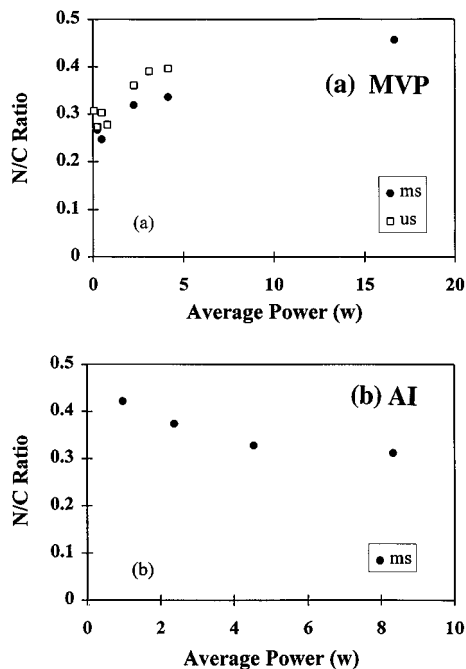 0.5
0.4
(a) MVP
0.3
N/C Ratio
0.2
ms
0.1
(a)
us
0
0 5 10 15 20
Average Power (w)
0.5
(b) AI
0.4
0.3
N/C Ratio
0.2
0.1
(b)
ms
0
0 2 4 6 8 10
Average Power (w)